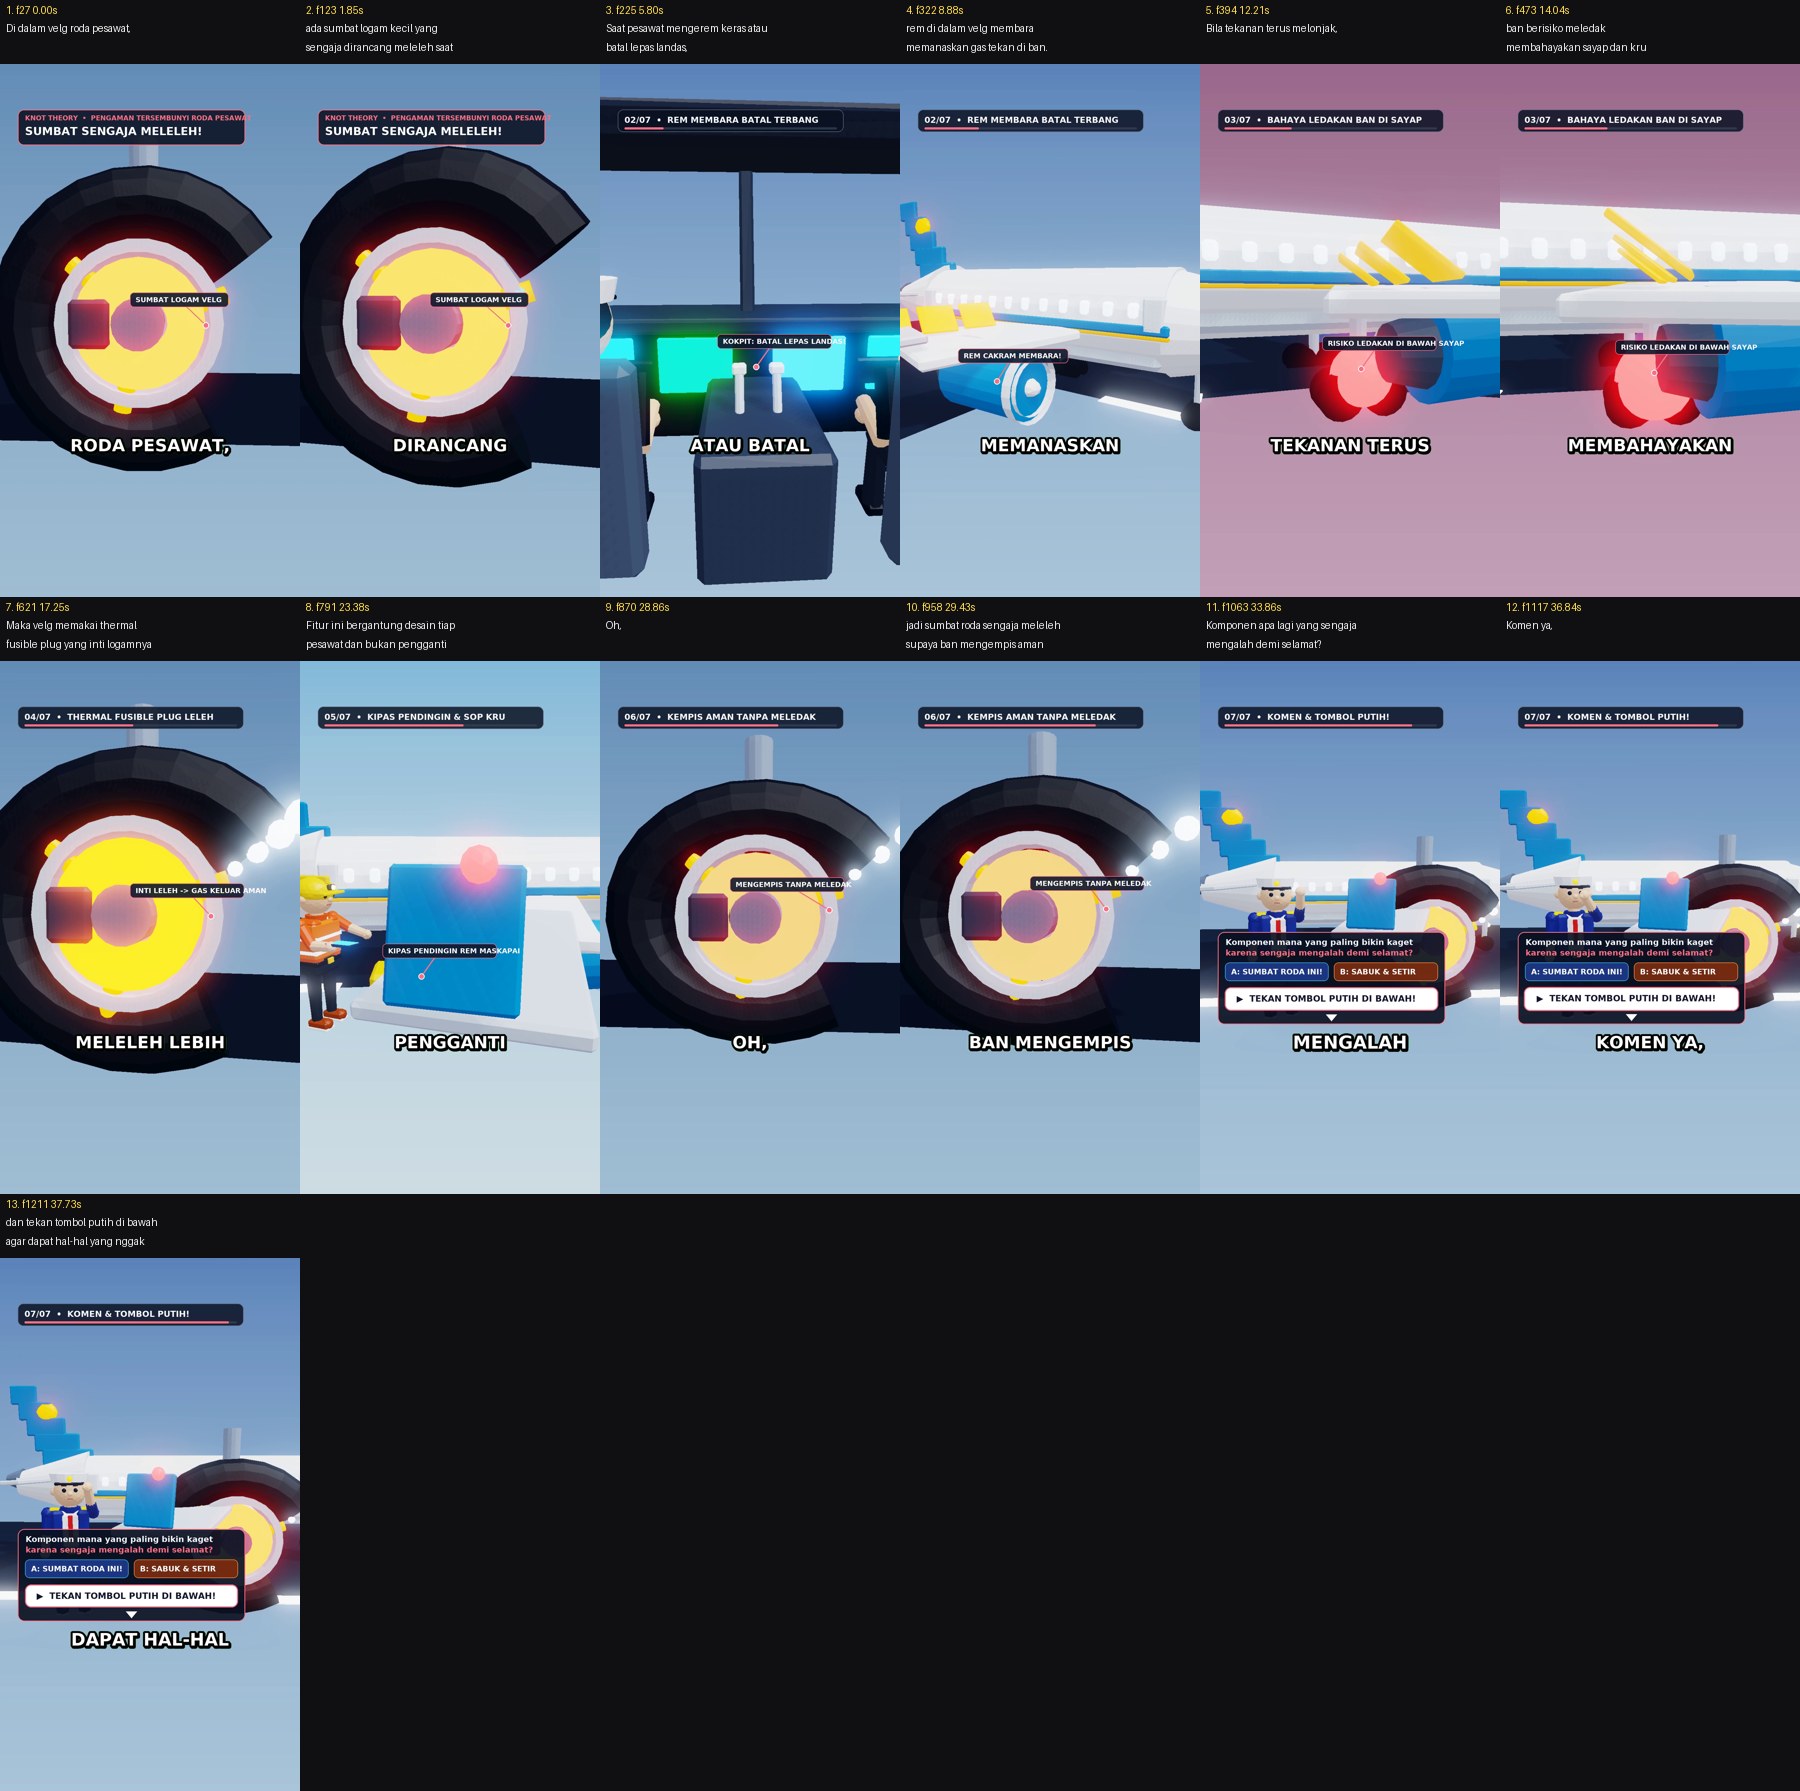 1. f27 0.00s
Di dalam velg roda pesawat,
KNOT THEORY • PENGAMAN TERSEMBUNYI RODA PESAWAT
SUMBAT SENGAJA MELELEH!
SUMBAT LOGAM VELG
RODA PESAWAT,
2. f123 1.85s
ada sumbat logam kecil yang
sengaja dirancang meleleh saat
KNOT THEORY • PENGAMAN TERSEMBUNYI RODA PESAWAT
SUMBAT SENGAJA MELELEH!
SUMBAT LOGAM VELG
DIRANCANG
3. f225 5.80s
Saat pesawat mengerem keras atau
batal lepas landas,
02/07 • REM MEMBARA BATAL TERBANG
KOKPIT: BATAL LEPAS LANDAS!
ATAU BATAL
4. f322 8.88s
rem di dalam velg membara
memanaskan gas tekan di ban.
02/07 • REM MEMBARA BATAL TERBANG
REM CAKRAM MEMBARA!
MEMANASKAN
5. f394 12.21s
Bila tekanan terus melonjak,
03/07 • BAHAYA LEDAKAN BAN DI SAYAP
RISIKO LEDAKAN DI BAWAH SAYAP
TEKANAN TERUS
6. f473 14.04s
ban berisiko meledak
membahayakan sayap dan kru
03/07 • BAHAYA LEDAKAN BAN DI SAYAP
RISIKO LEDAKAN DI BAWAH SAYAP
MEMBAHAYAKAN
7. f621 17.25s
Maka velg memakai thermal
fusible plug yang inti logamnya
04/07 • THERMAL FUSIBLE PLUG LELEH
INTI LELEH -> GAS KELUAR AMAN
MELELEH LEBIH
8. f791 23.38s
Fitur ini bergantung desain tiap
pesawat dan bukan pengganti
05/07 • KIPAS PENDINGIN & SOP KRU
KIPAS PENDINGIN REM MASKAPAI
PENGGANTI
9. f870 28.86s
Oh,
06/07 • KEMPIS AMAN TANPA MELEDAK
MENGEMPIS TANPA MELEDAK
OH,
10. f958 29.43s
jadi sumbat roda sengaja meleleh
supaya ban mengempis aman
06/07 • KEMPIS AMAN TANPA MELEDAK
MENGEMPIS TANPA MELEDAK
BAN MENGEMPIS
11. f1063 33.86s
Komponen apa lagi yang sengaja
mengalah demi selamat?
07/07 • KOMEN & TOMBOL PUTIH!
Komponen mana yang paling bikin kaget
karena sengaja mengalah demi selamat?
A: SUMBAT RODA INI!
B: SABUK & SETIR
▶ TEKAN TOMBOL PUTIH DI BAWAH!
MENGALAH
12. f1117 36.84s
Komen ya,
07/07 • KOMEN & TOMBOL PUTIH!
Komponen mana yang paling bikin kaget
karena sengaja mengalah demi selamat?
A: SUMBAT RODA INI!
B: SABUK & SETIR
▶ TEKAN TOMBOL PUTIH DI BAWAH!
KOMEN YA,
13. f1211 37.73s
dan tekan tombol putih di bawah
agar dapat hal-hal yang nggak
07/07 • KOMEN & TOMBOL PUTIH!
Komponen mana yang paling bikin kaget
karena sengaja mengalah demi selamat?
A: SUMBAT RODA INI!
B: SABUK & SETIR
▶ TEKAN TOMBOL PUTIH DI BAWAH!
DAPAT HAL-HAL